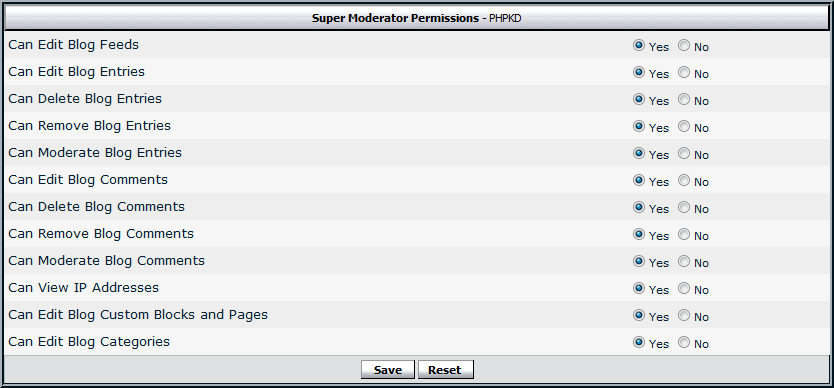 Super Moderator Permissions - PHPKD
Can Edit Blog Feeds Yes No
Can Edit Blog Entries Yes No
Can Delete Blog Entries Yes No
Can Remove Blog Entries Yes No
Can Moderate Blog Entries Yes No
Can Edit Blog Comments Yes No
Can Delete Blog Comments Yes No
Can Remove Blog Comments Yes No
Can Moderate Blog Comments Yes No
Can View IP Addresses Yes No
Can Edit Blog Custom Blocks and Pages Yes No
Can Edit Blog Categories Yes No
Save Reset